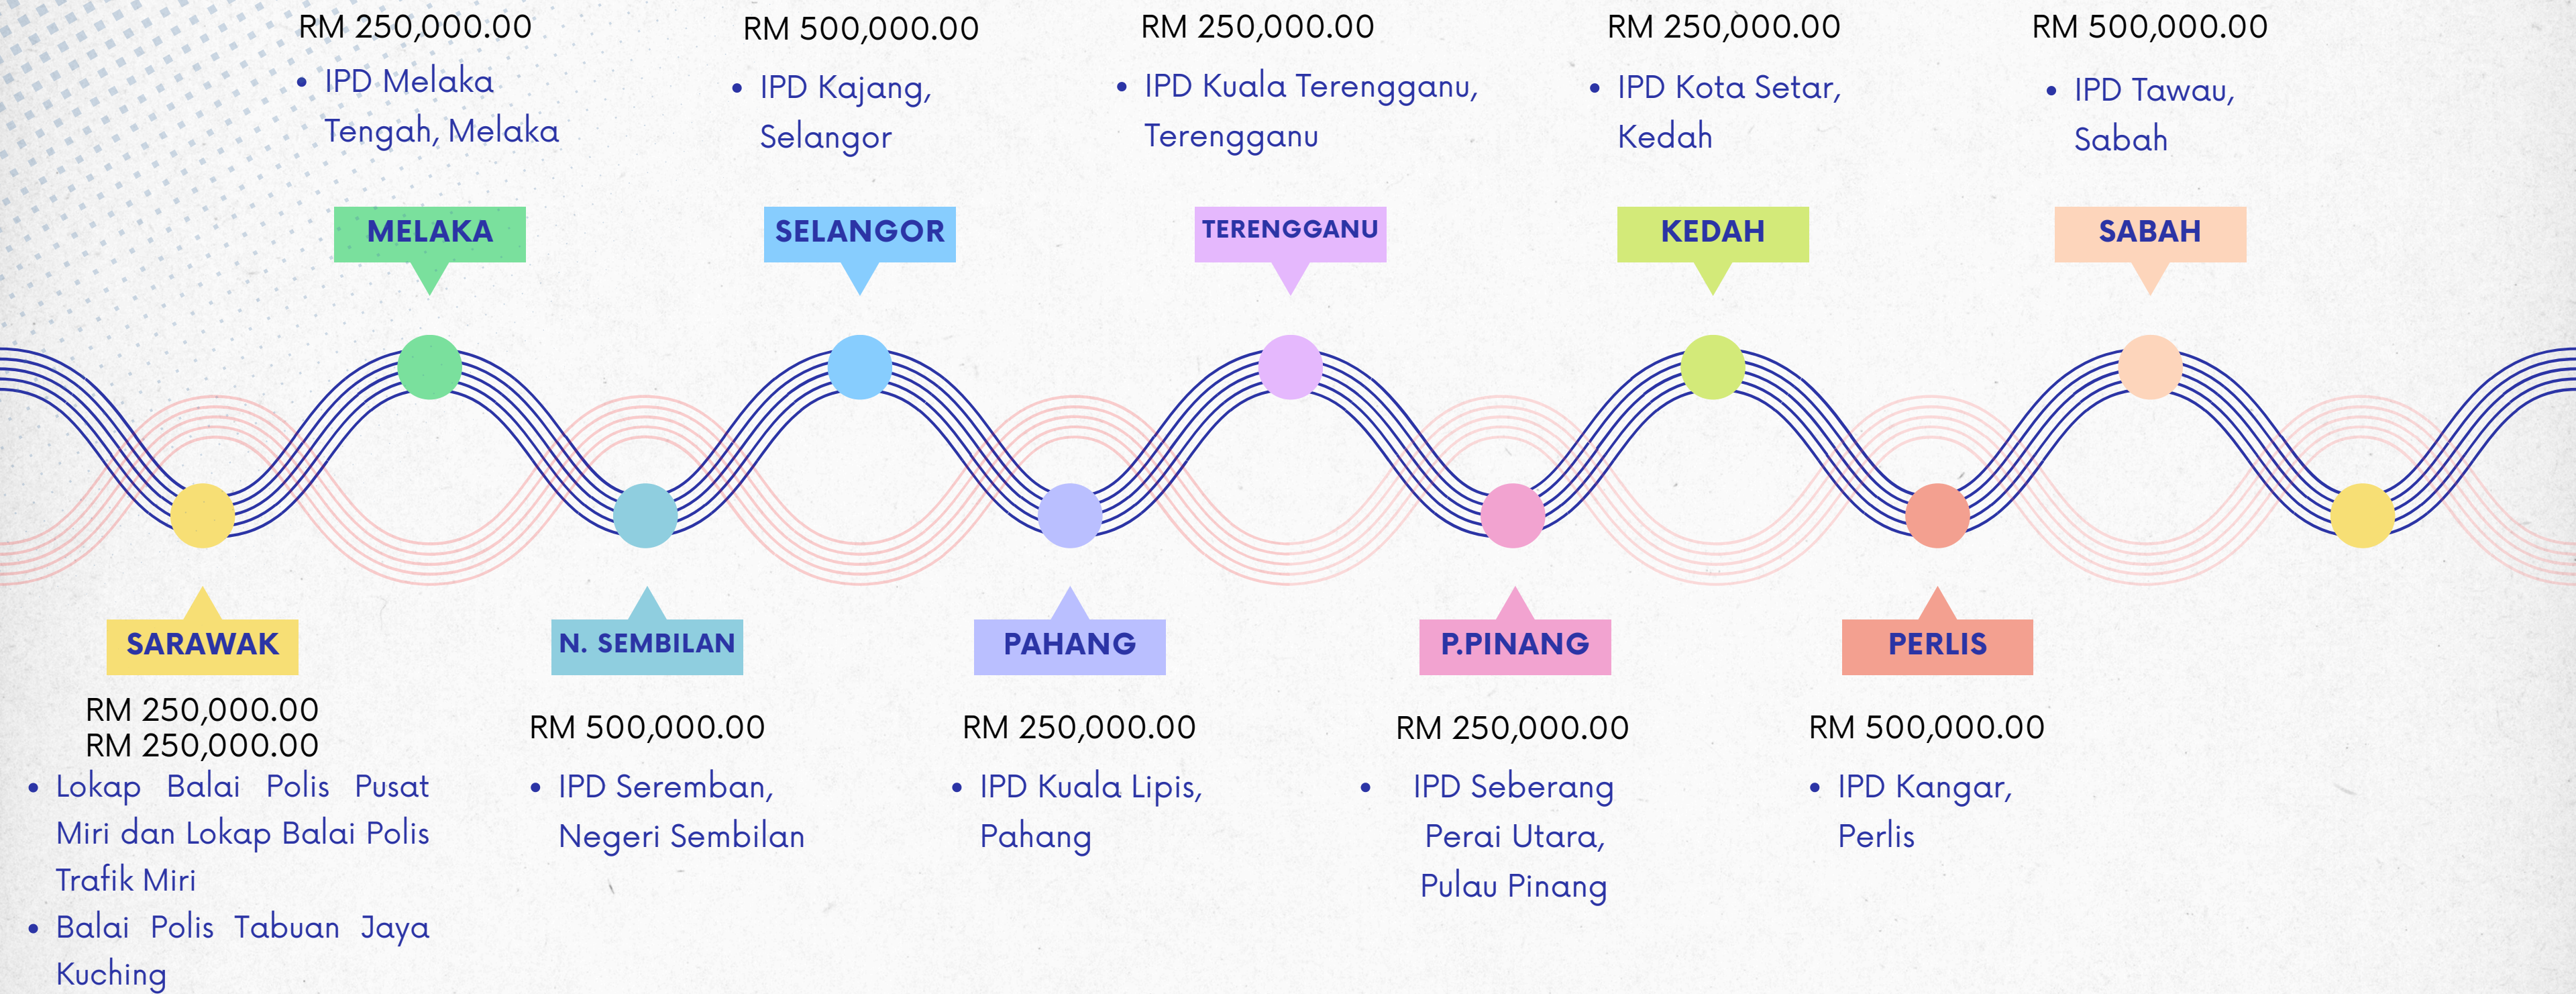 RM 250,000.00
• IPD Melaka
Tengah, Melaka
MELAKA
RM 500,000.00
• IPD Kajang,
Selangor
SELANGOR
RM 250,000.00
• IPD Kuala Terengganu,
Terengganu
TERENGGANU
RM 250,000.00
• IPD Kota Setar,
Kedah
KEDAH
RM 500,000.00
• IPD Tawau,
Sabah
SABAH
SARAWAK
RM 250,000.00
RM 250,000.00
• Lokap Balai Polis Pusat
Miri dan Lokap Balai Polis
Trafik Miri
• Balai Polis Tabuan Jaya
Kuching
N. SEMBILAN
RM 500,000.00
• IPD Seremban,
Negeri Sembilan
PAHANG
RM 250,000.00
• IPD Kuala Lipis,
Pahang
P.PINANG
RM 250,000.00
• IPD Seberang
Perai Utara,
Pulau Pinang
PERLIS
RM 500,000.00
• IPD Kangar,
Perlis